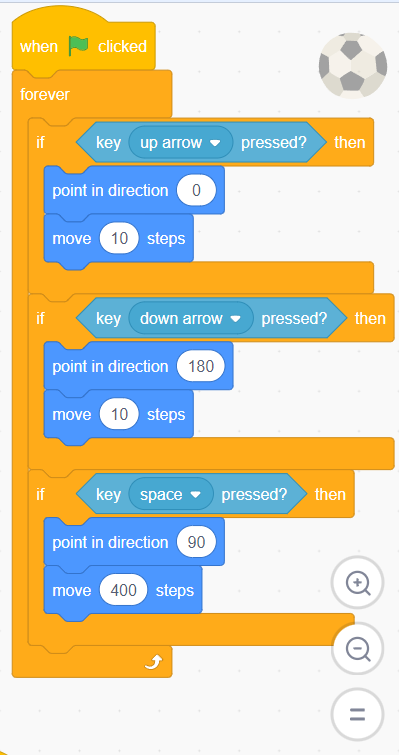 when clicked
forever
if key up arrow pressed? then
point in direction 0
move 10 steps
if key down arrow pressed? then
point in direction 180
move 10 steps
if key space pressed? then
point in direction 90
move 400 steps